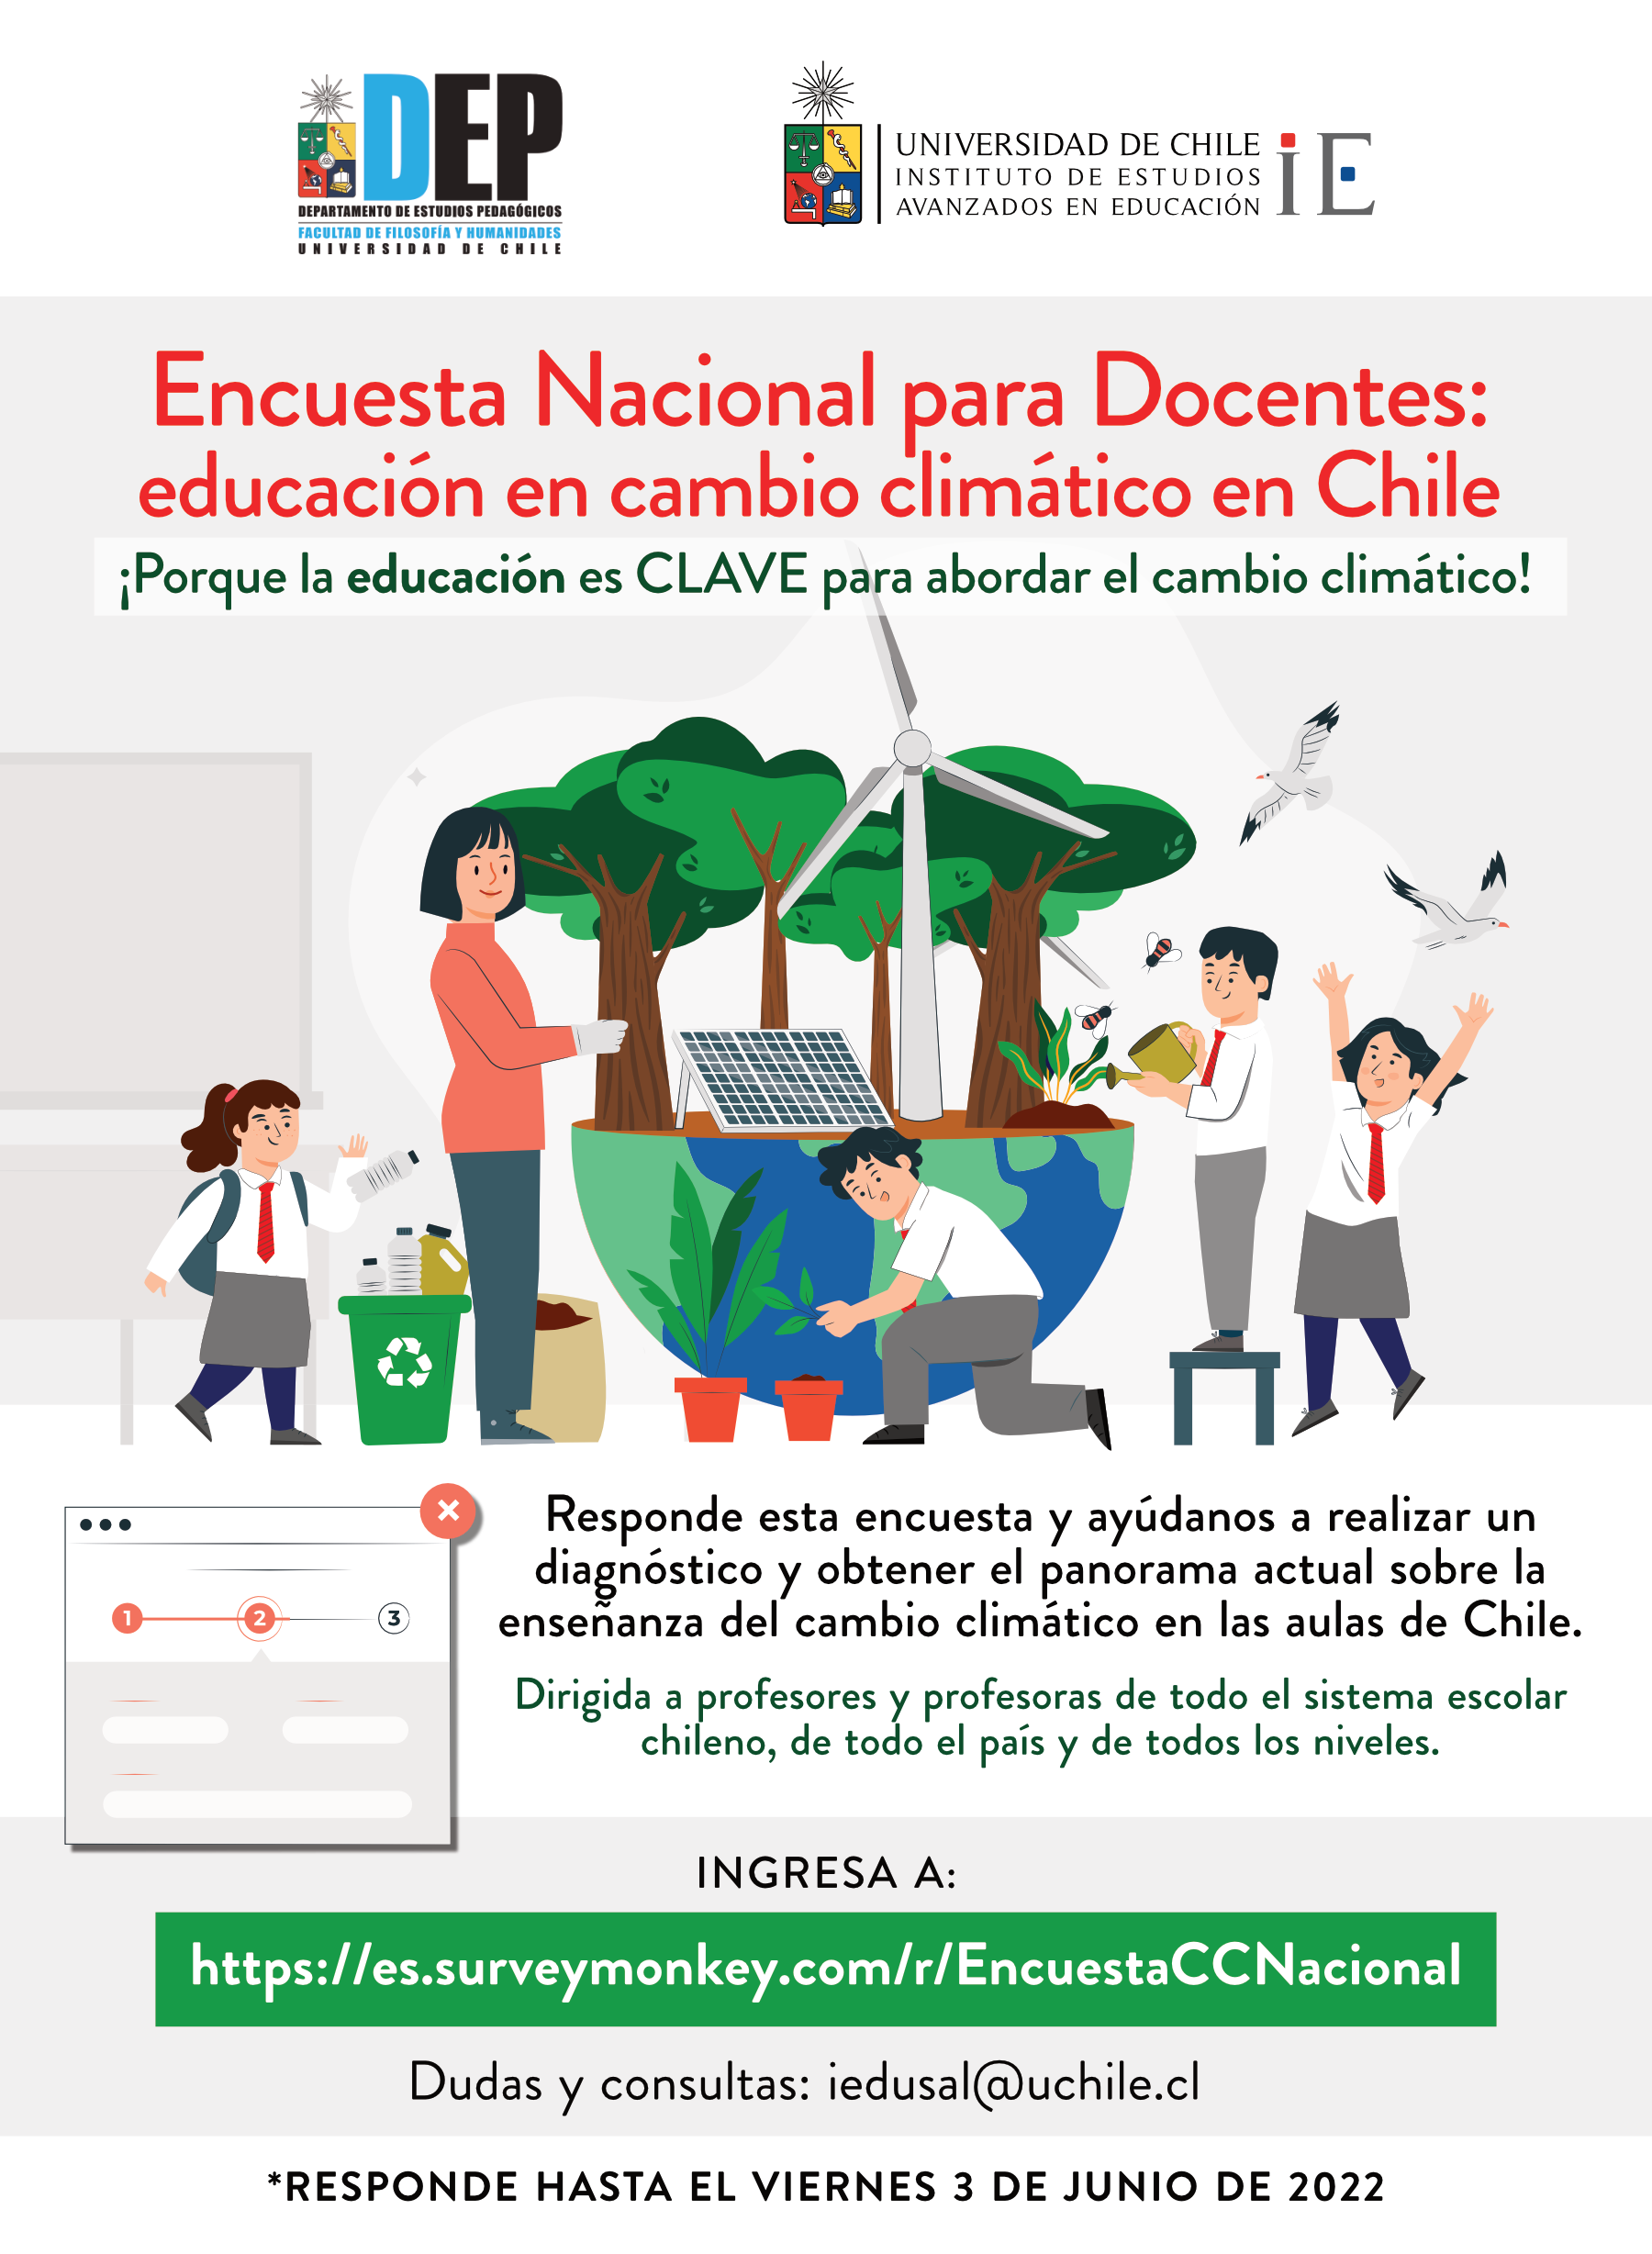 DEP
DEPARTAMENTO DE ESTUDIOS PEDAGÓGICOS
FACULTAD DE FILOSOFÍA Y HUMANIDADES
UNIVERSIDAD DE CHILE
UNIVERSIDAD DE CHILE
INSTITUTO DE ESTUDIOS
AVANZADOS EN EDUCACIÓN
iE
Encuesta Nacional para Docentes:
educación en cambio climático en Chile
¡Porque la educación es CLAVE para abordar el cambio climático!
Responde esta encuesta y ayúdanos a realizar un
diagnóstico y obtener el panorama actual sobre la
enseñanza del cambio climático en las aulas de Chile.
1 2 3
Dirigida a profesores y profesoras de todo el sistema escolar
chileno, de todo el país y de todos los niveles.
INGRESA A:
https://es.surveymonkey.com/r/EncuestaCCNacional
Dudas y consultas: iedusal@uchile.cl
*RESPONDE HASTA EL VIERNES 3 DE JUNIO DE 2022